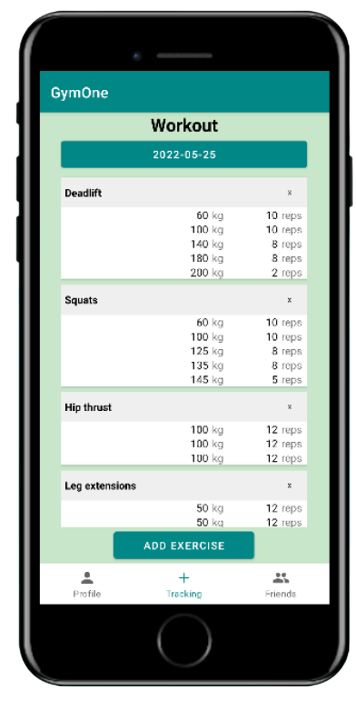 GymOne
Workout
2022-05-25
Deadlift x
60 kg 10 reps
100 kg 10 reps
140 kg 8 reps
180 kg 8 reps
200 kg 2 reps
Squats x
60 kg 10 reps
100 kg 10 reps
125 kg 8 reps
135 kg 8 reps
145 kg 5 reps
Hip thrust x
100 kg 12 reps
100 kg 12 reps
100 kg 12 reps
Leg extensions x
50 kg 12 reps
50 kg 12 reps
ADD EXERCISE
Profile Tracking Friends